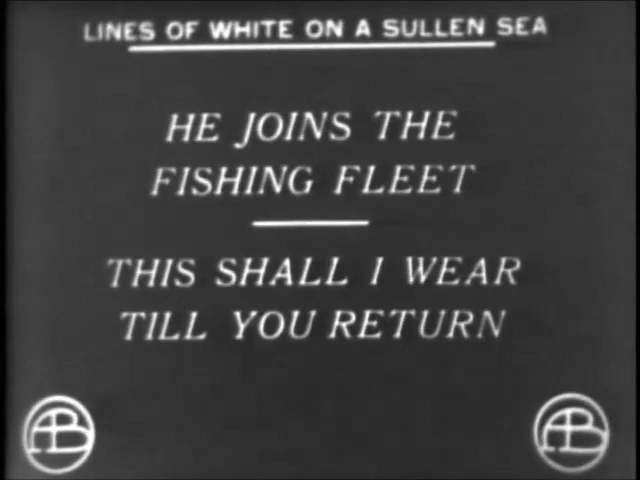 LINES OF WHITE ON A SULLEN SEA
HE JOINS THE
FISHING FLEET
THIS SHALL I WEAR
TILL YOU RETURN
AB AB